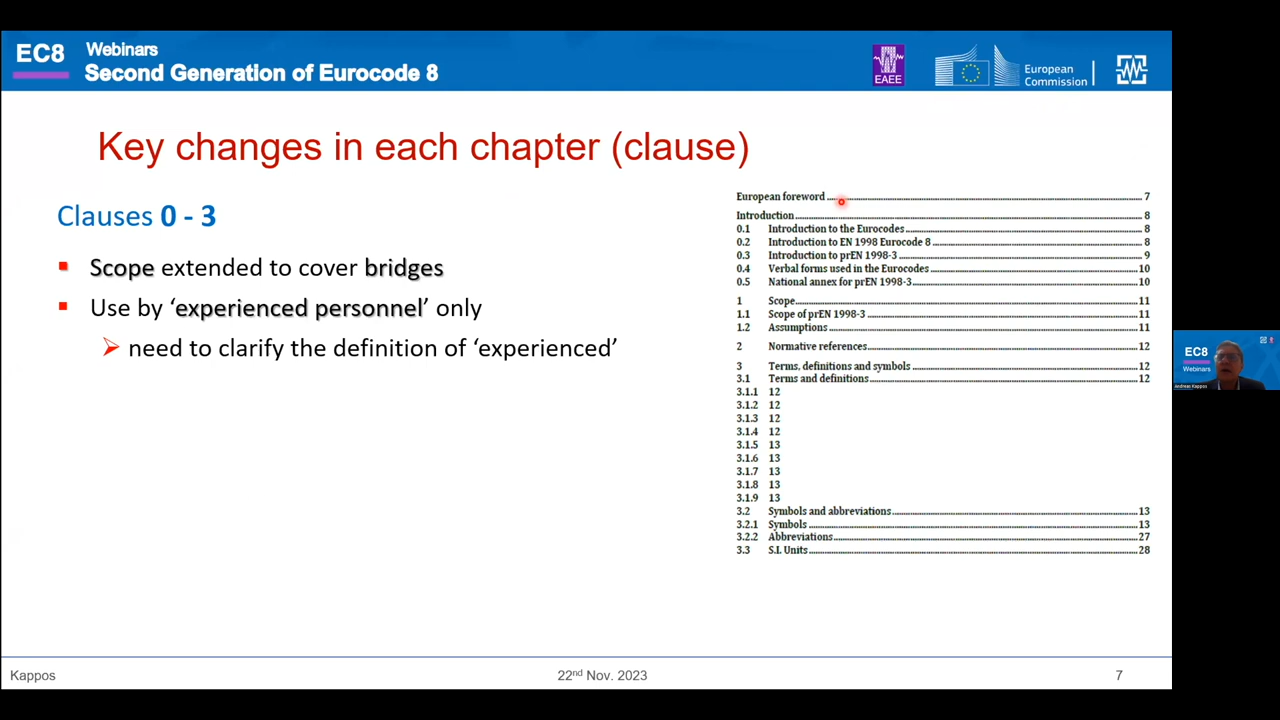 EC8
Webinars
Second Generation of Eurocode 8
EAEE
European
Commission
Key changes in each chapter (clause)
Clauses 0 - 3
Scope extended to cover bridges
Use by ‘experienced personnel’ only
need to clarify the definition of ‘experienced’
European foreword 7
Introduction 8
0.1 Introduction to the Eurocodes 8
0.2 Introduction to EN 1998 Eurocode 8 8
0.3 Introduction to prEN 1998-3 9
0.4 Verbal forms used in the Eurocodes 10
0.5 National annex for prEN 1998-3 10
1 Scope 11
1.1 Scope of prEN 1998-3 11
1.2 Assumptions 11
2 Normative references 12
3 Terms, definitions and symbols 12
3.1 Terms and definitions 12
3.1.1 12
3.1.2 12
3.1.3 12
3.1.4 12
3.1.5 13
3.1.6 13
3.1.7 13
3.1.8 13
3.1.9 13
3.2 Symbols and abbreviations 13
3.2.1 Symbols 13
3.2.2 Abbreviations 27
3.3 S.I. Units 28
EC8
Webinars
Andreas Kappos
Kappos
22nd Nov. 2023
7